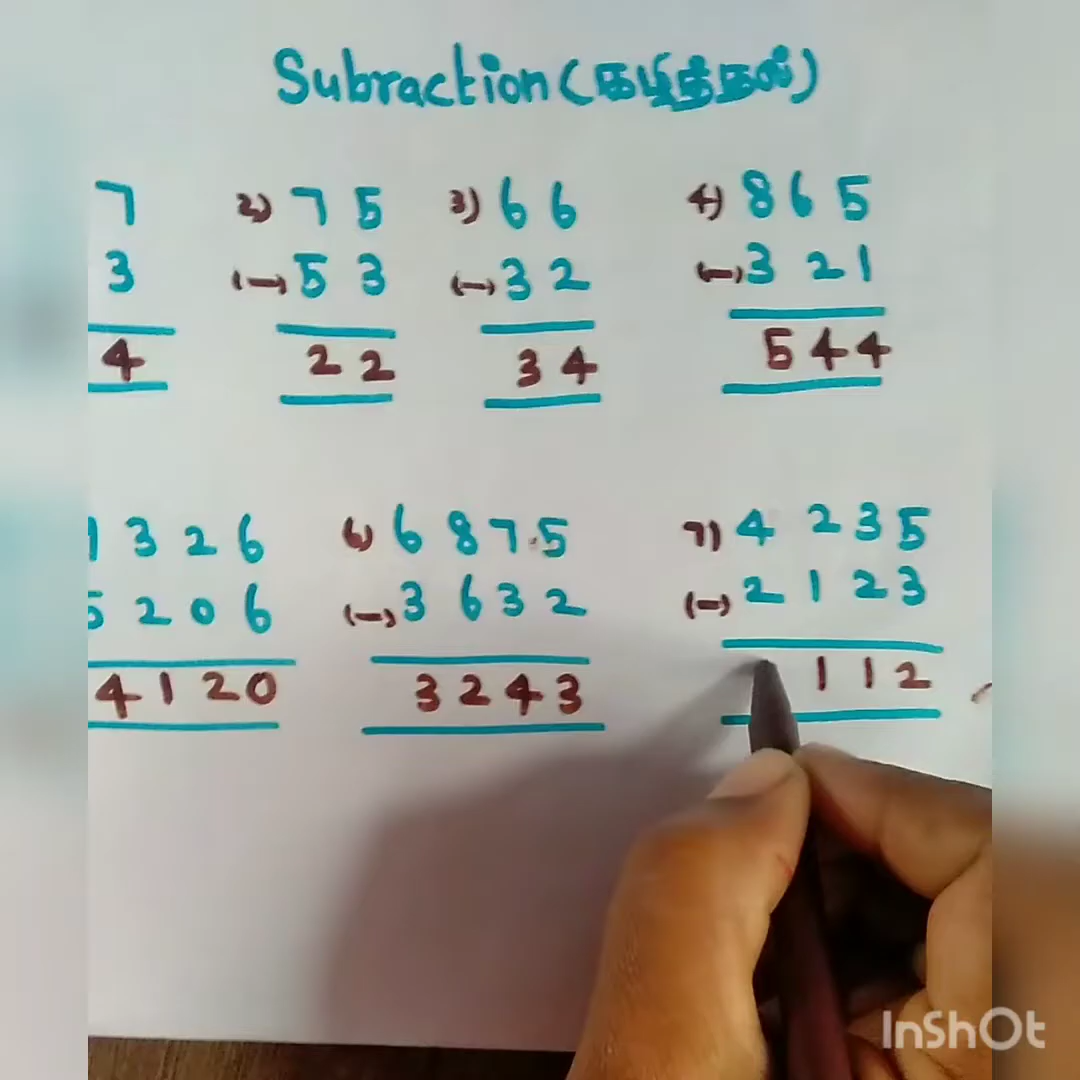 Subraction (கழித்தல்)
7 2) 7 5 3) 6 6 4) 8 6 5
3 (-) 5 3 (-) 3 2 (-) 3 2 1
4 2 2 3 4 5 4 4
3 2 6 6) 6 8 7 5 7) 4 2 3 5
5 2 0 6 (-) 3 6 3 2 (-) 2 1 2 3
4 1 2 0 3 2 4 3 1 1 2
InShOt